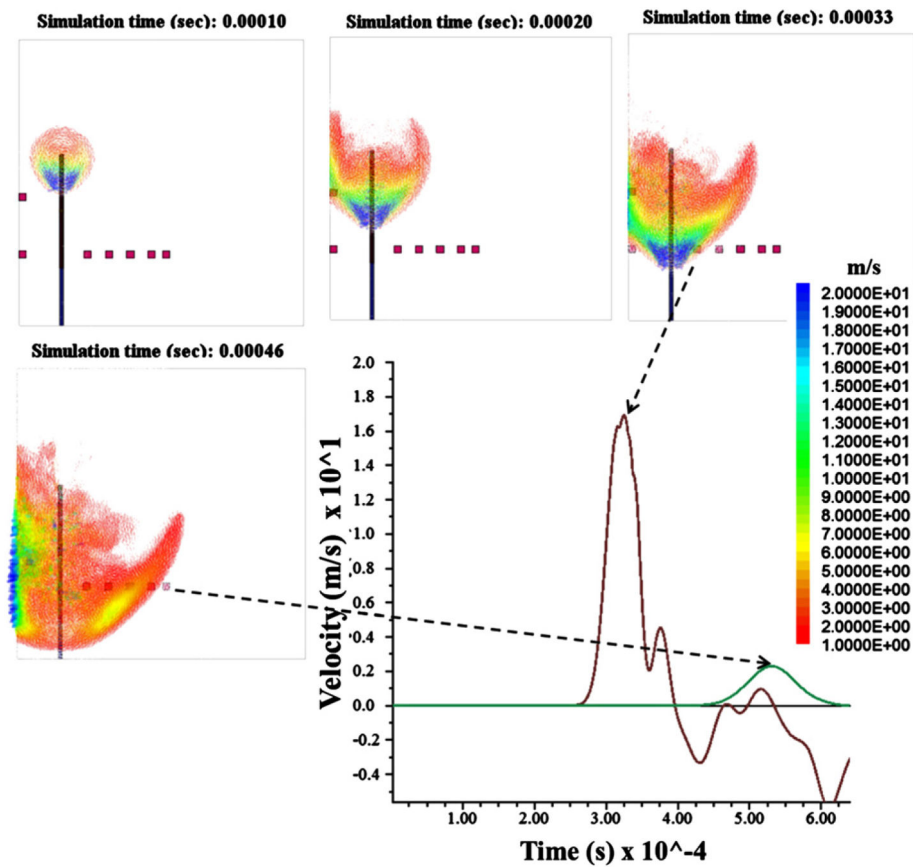 Simulation time (sec): 0.00010
Simulation time (sec): 0.00020
Simulation time (sec): 0.00033
m/s
2.0000E+01
1.9000E+01
1.8000E+01
1.7000E+01
1.6000E+01
1.5000E+01
1.4000E+01
1.3000E+01
1.2000E+01
1.1000E+01
1.0000E+01
9.0000E+00
8.0000E+00
7.0000E+00
6.0000E+00
5.0000E+00
4.0000E+00
3.0000E+00
2.0000E+00
1.0000E+00
Simulation time (sec): 0.00046
Velocity (m/s) x 10^1
2.0
1.8
1.6
1.4
1.2
1.0
0.8
0.6
0.4
0.2
0.0
-0.2
-0.4
1.00 2.00 3.00 4.00 5.00 6.00
Time (s) x 10^-4